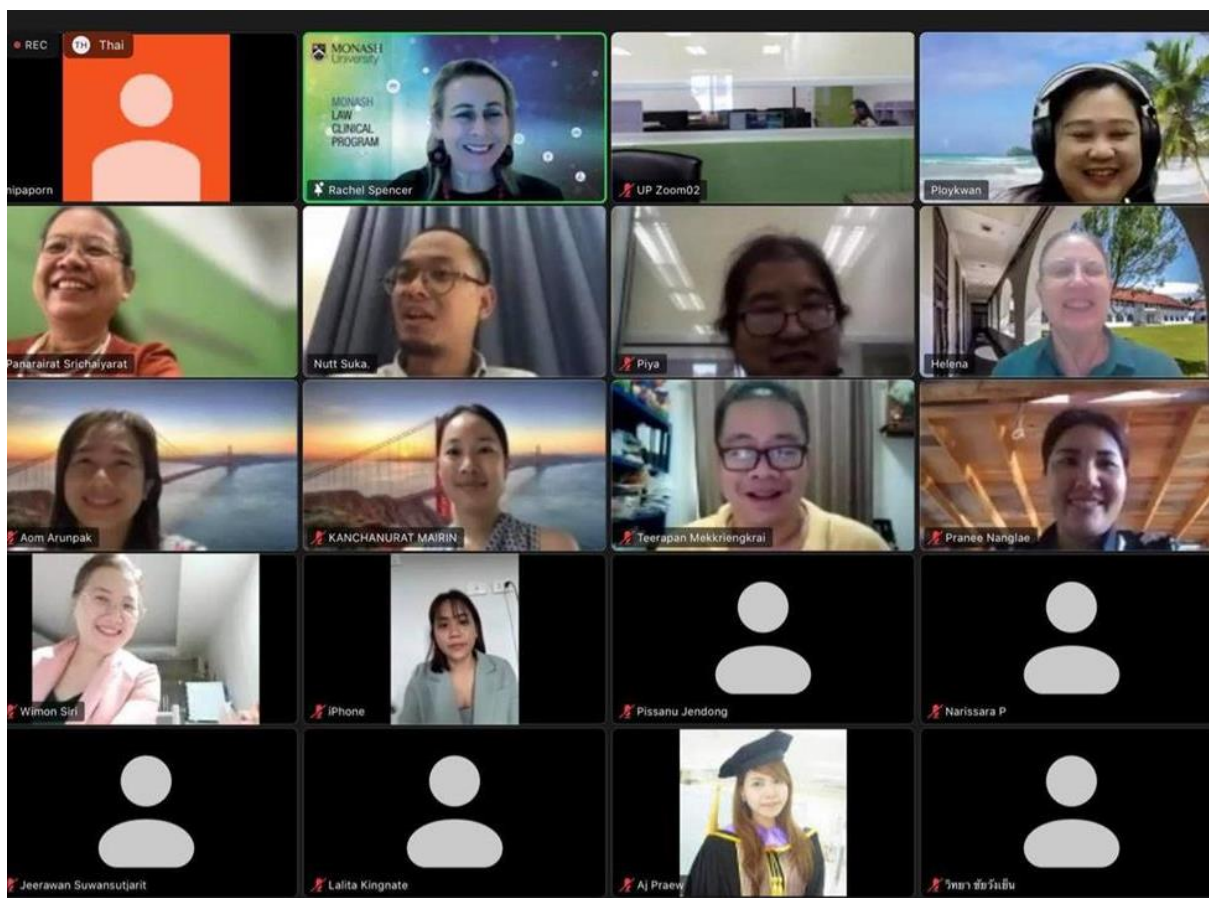 REC
TH Thai
nipaporn
MONASH
University
MONASH
LAW
CLINICAL
PROGRAM
Rachel Spencer
UP Zoom02
Ploykwan
Panarairat Srichaiyarat
Nutt Suka.
Piya
Helena
Aom Arunpak
KANCHANURAT MAIRIN
Teerapan Mekkriengkrai
Pranee Nanglae
Wimon Siri
iPhone
Pissanu Jendong
Narissara P
Jeerawan Suwansutjarit
Lalita Kingnate
Aj Praew
วิทยา ชัยวังเย็น